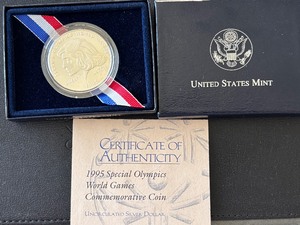 UNITED STATES MINT
CERTIFICATE OF
AUTHENTICITY
1995 Special Olympics
World Games
Commemorative Coin
UNCIRCULATED SILVER DOLLAR